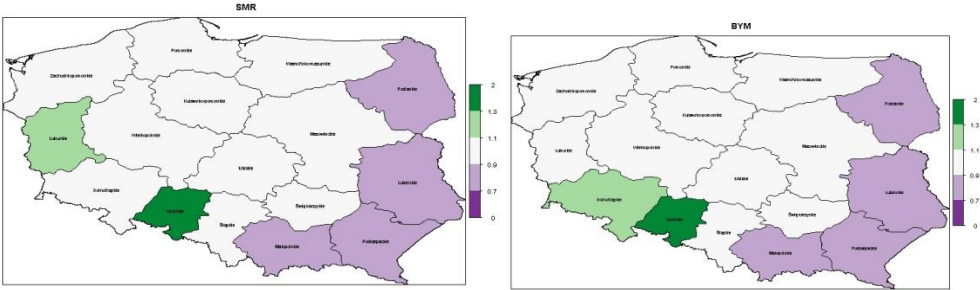 SMR
Pomorskie
Warmińsko-mazurskie
Zachodniopomorskie
Podlaskie
Kujawsko-pomorskie
Mazowieckie
Lubuskie
Wielkopolskie
Łódzkie
Lubelskie
Dolnośląskie
Opolskie
Świętokrzyskie
Śląskie
Małopolskie
Podkarpackie
2
1.3
1.1
0.9
0.7
0
BYM
Pomorskie
Warmińsko-mazurskie
Zachodniopomorskie
Podlaskie
Kujawsko-pomorskie
Mazowieckie
Lubuskie
Wielkopolskie
Łódzkie
Lubelskie
Dolnośląskie
Opolskie
Świętokrzyskie
Śląskie
Małopolskie
Podkarpackie
2
1.3
1.1
0.9
0.7
0